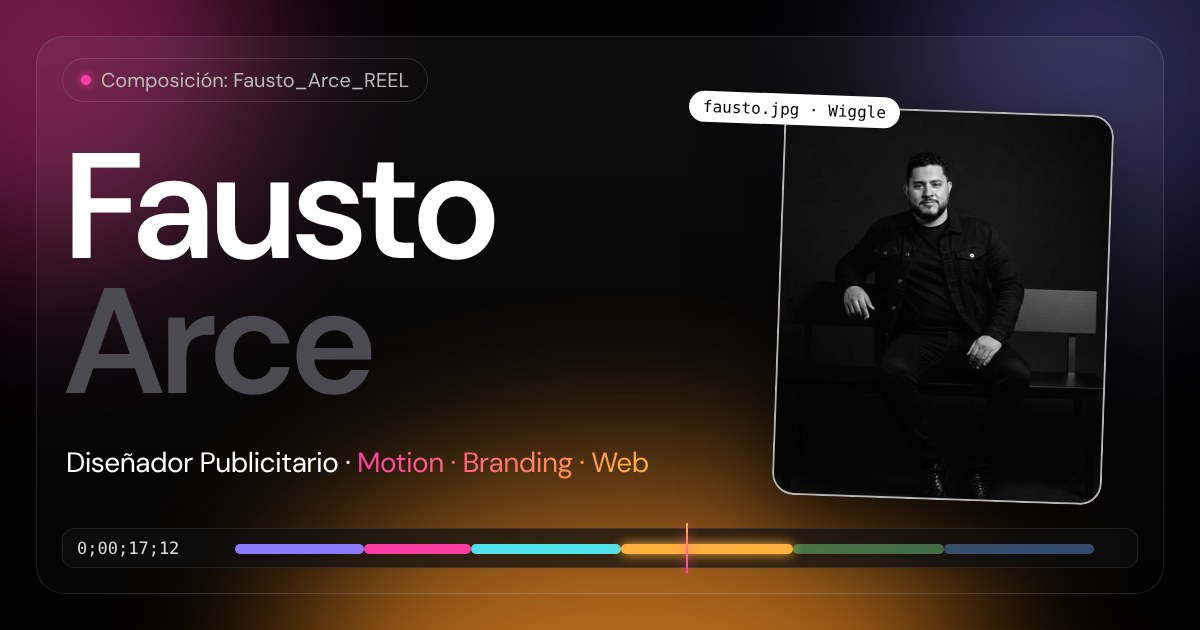 Composición: Fausto_Arce_REEL
fausto.jpg · Wiggle
Fausto
Arce
Diseñador Publicitario · Motion · Branding · Web
0;00;17;12